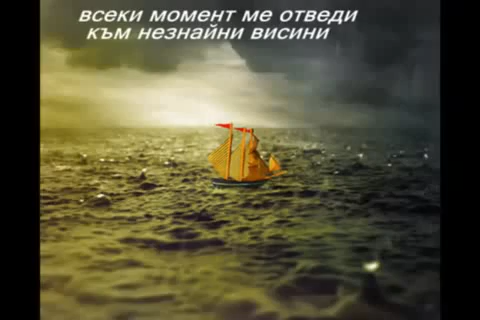 всеки момент ме отведи
към незнайни висини